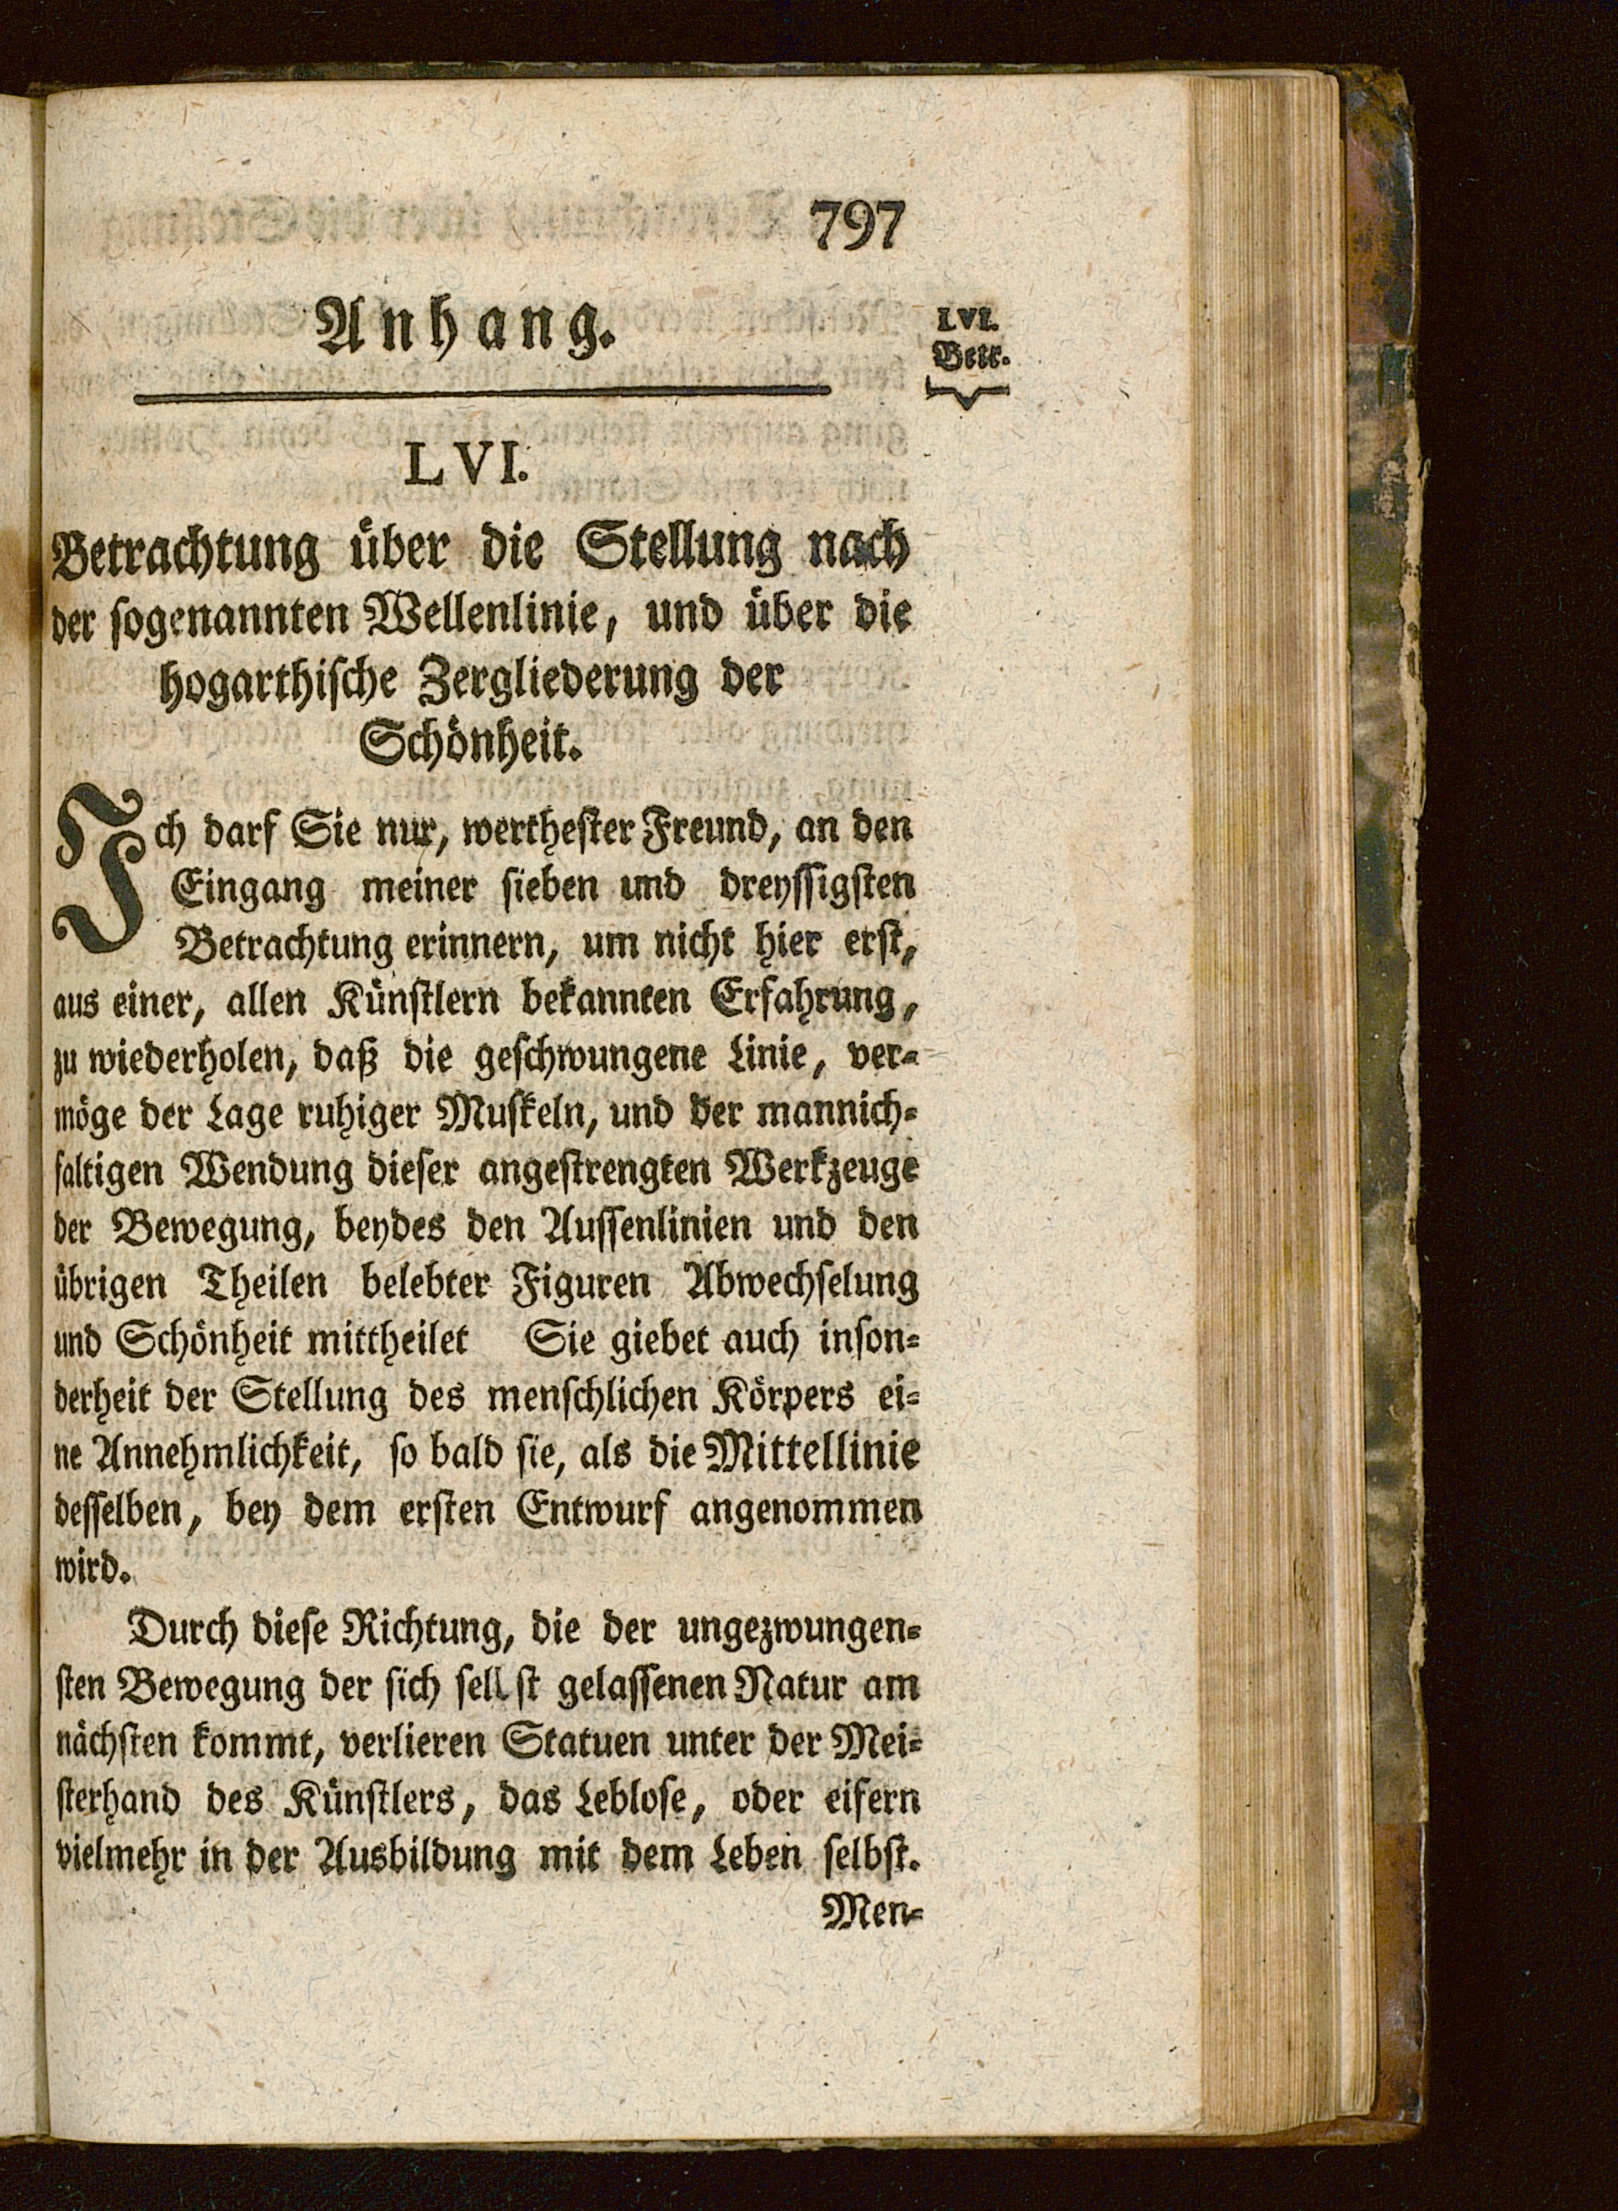 797
Anhang.
LVI.
Betr.
LVI.
Betrachtung über die Stellung nach
der sogenannten Wellenlinie, und über die
hogarthische Zergliederung der
Schönheit.
Ich darf Sie nur, werthester Freund, an den
Eingang meiner sieben und dreyssigsten
Betrachtung erinnern, um nicht hier erst,
aus einer, allen Künstlern bekannten Erfahrung,
zu wiederholen, daß die geschwungene Linie, ver-
möge der Lage ruhiger Muskeln, und der mannich-
faltigen Wendung dieser angestrengten Werkzeuge
der Bewegung, beydes den Aussenlinien und den
übrigen Theilen belebter Figuren Abwechselung
und Schönheit mittheilet Sie giebet auch inson-
derheit der Stellung des menschlichen Körpers ei-
ne Annehmlichkeit, so bald sie, als die Mittellinie
desselben, bey dem ersten Entwurf angenommen
wird.
Durch diese Richtung, die der ungezwungen-
sten Bewegung der sich selbst gelassenen Natur am
nächsten kommt, verlieren Statuen unter der Mei-
sterhand des Künstlers, das Leblose, oder eifern
vielmehr in der Ausbildung mit dem Leben selbst.
Men-